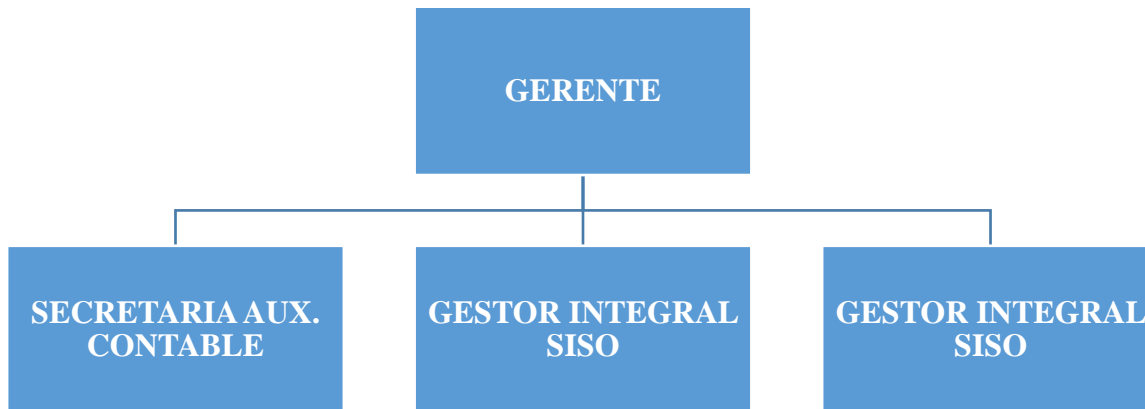 GERENTE
SECRETARIA AUX.
CONTABLE
GESTOR INTEGRAL
SISO
GESTOR INTEGRAL
SISO